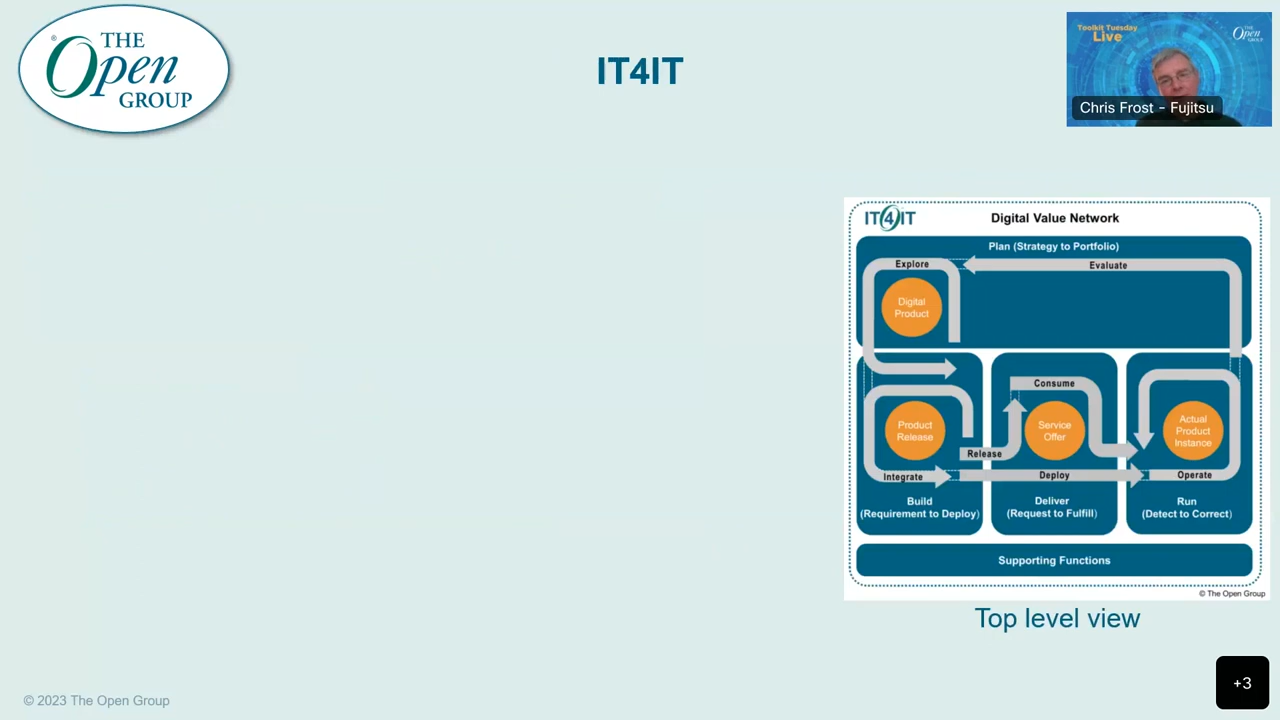 ®
THE
Open
GROUP
IT4IT
Toolkit Tuesday
Live
THE
Open
GROUP
Chris Frost – Fujitsu
IT4IT
Digital Value Network
Plan (Strategy to Portfolio)
Explore
Evaluate
Digital
Product
Consume
Product
Release
Service
Offer
Actual
Product
Instance
Release
Integrate
Deploy
Operate
Build
(Requirement to Deploy)
Deliver
(Request to Fulfill)
Run
(Detect to Correct)
Supporting Functions
© The Open Group
Top level view
© 2023 The Open Group
+3